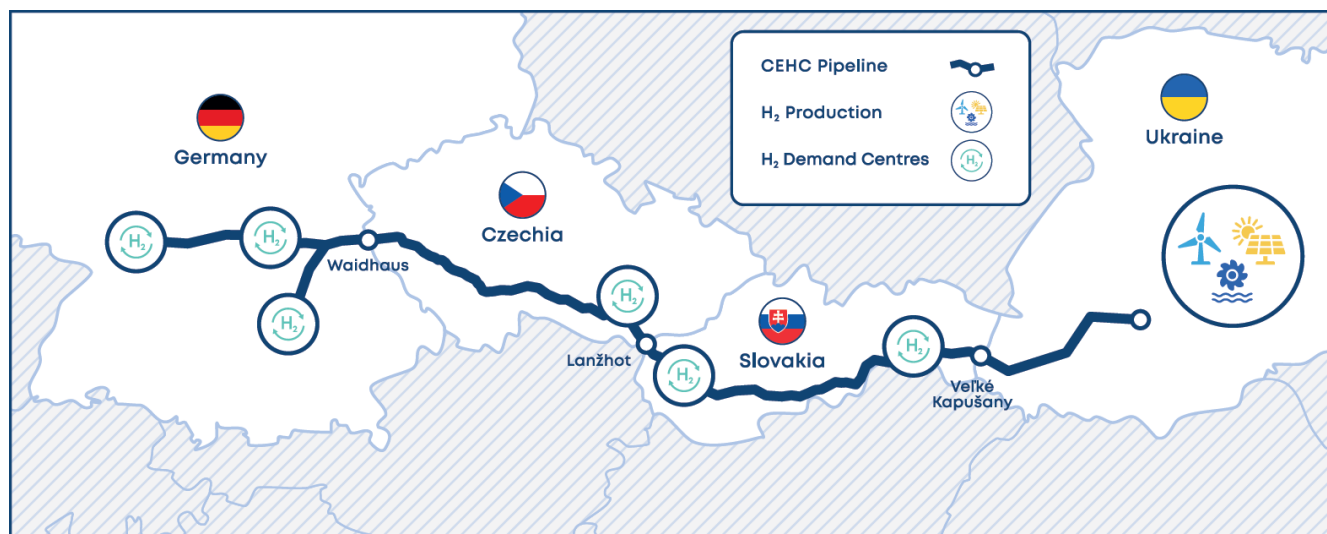 CEHC Pipeline
H₂ Production
H₂ Demand Centres
Germany
Czechia
Slovakia
Ukraine
Waidhaus
Lanžhot
Veľké
Kapušany
H₂
H₂
H₂
H₂
H₂
H₂
H₂